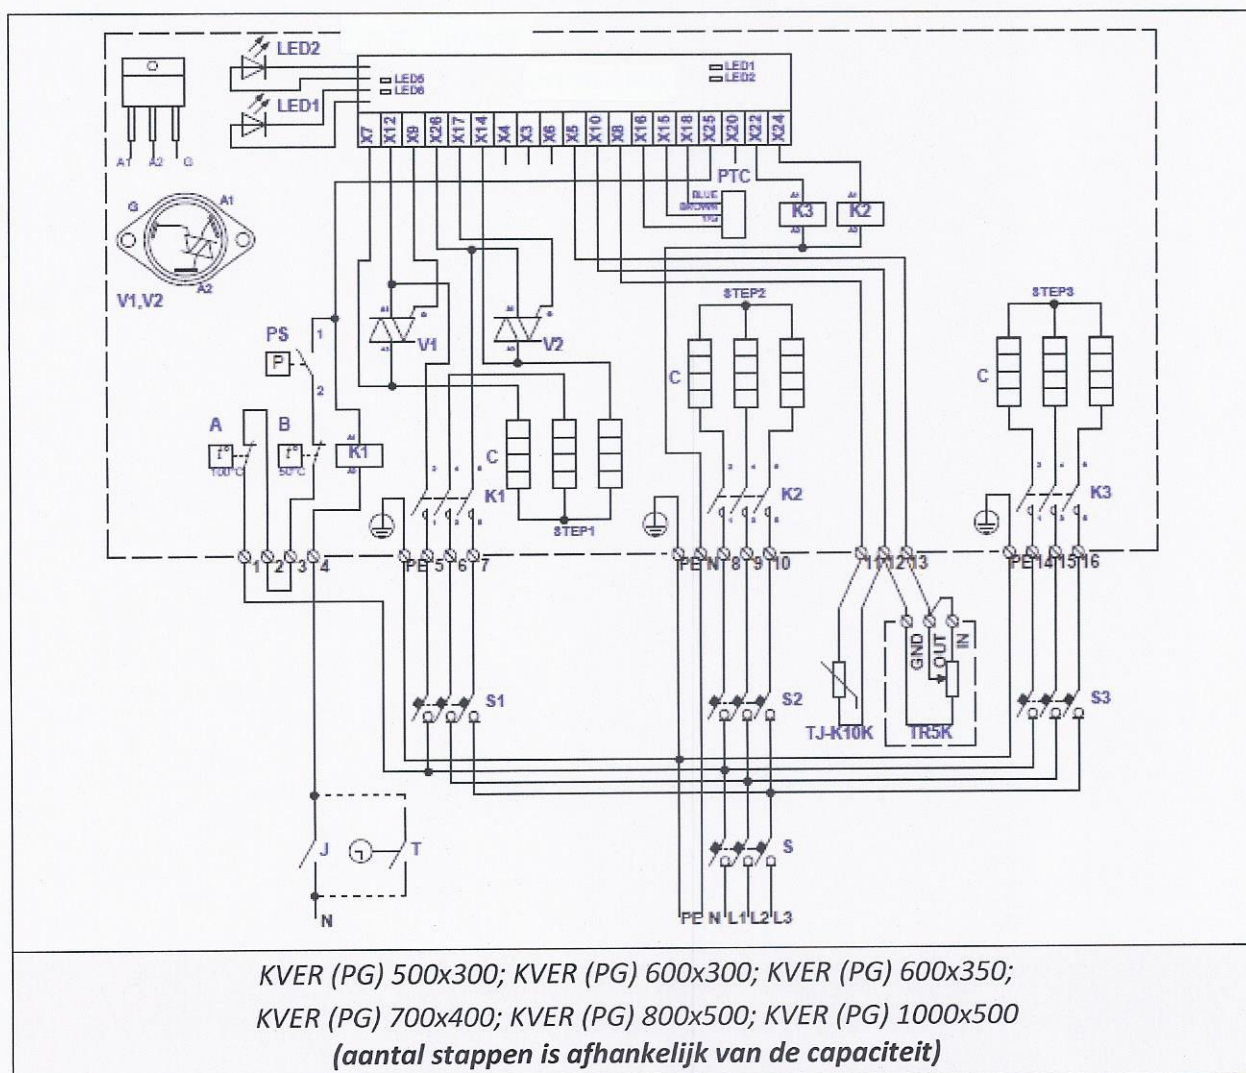 LED2
LED5
LED6
LED1
LED1
LED2
X7 X12 X9 X26 X17 X14 X4 X3 X6 X5 X10 X8 X16 X15 X18 X25 X20 X22 X24
A1 A2 G
PTC
BLUE
BROWN
K3
K2
G
A1
A2
V1,V2
STEP2
STEP3
PS
1
P
2
V1
V2
C
C
A
B
t°
100°C
t°
50°C
K1
C
K1
K2
K3
STEP1
1 2 3 4 PE 5 6 7 PE N 8 9 10 11 12 13 PE 14 15 16
GND
OUT
IN
S1
S2
TJ-K10K
TR5K
S3
J
T
S
N
PE N L1 L2 L3
KVER (PG) 500x300; KVER (PG) 600x300; KVER (PG) 600x350;
KVER (PG) 700x400; KVER (PG) 800x500; KVER (PG) 1000x500
(aantal stappen is afhankelijk van de capaciteit)